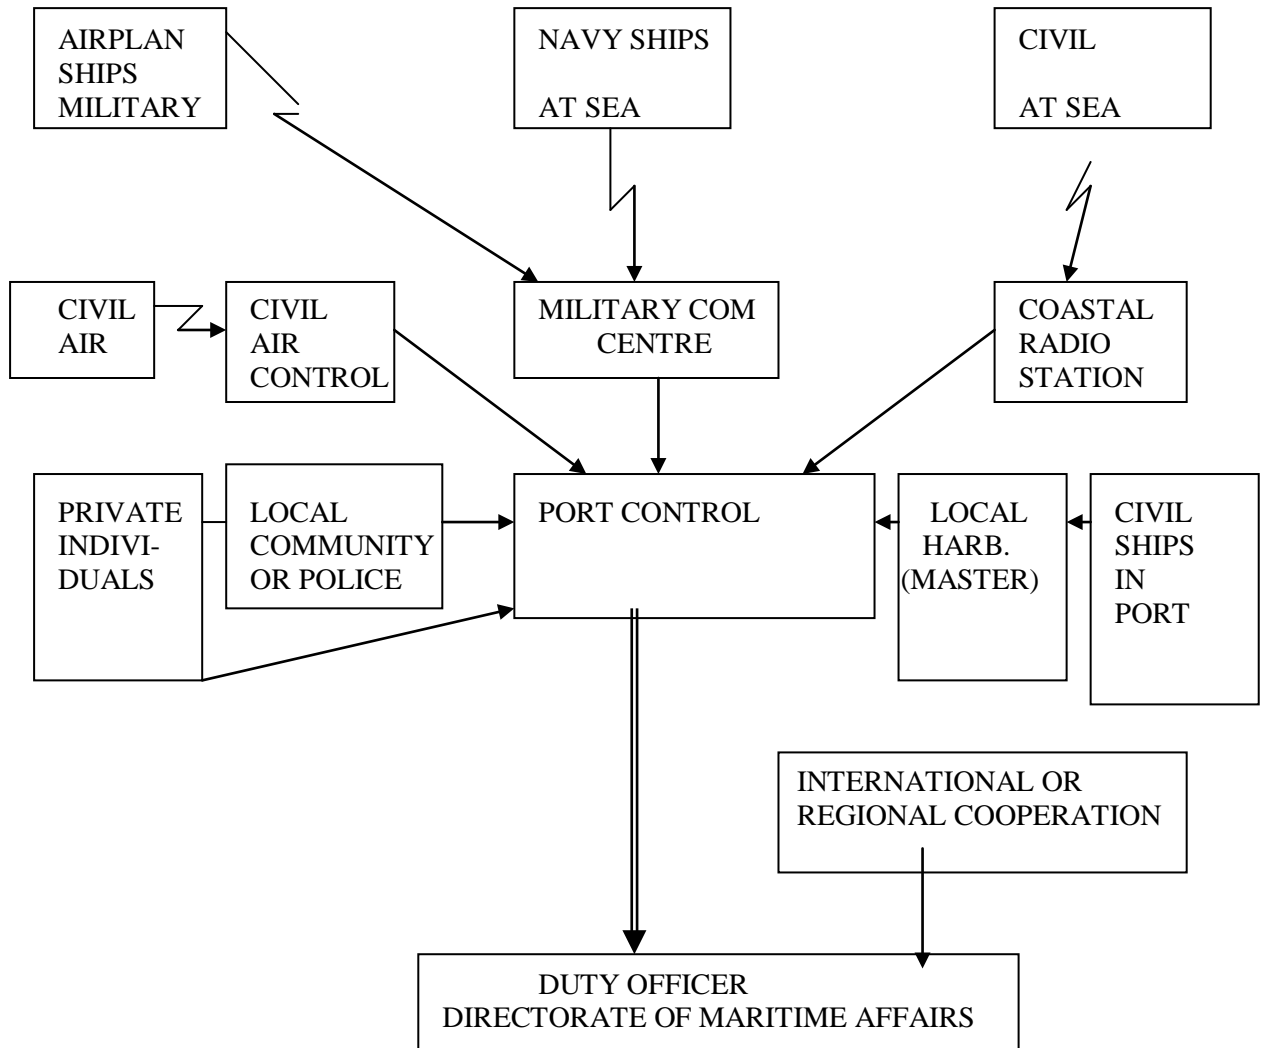 AIRPLAN
SHIPS
MILITARY
NAVY SHIPS
AT SEA
CIVIL
AT SEA
CIVIL
AIR
CIVIL
AIR
CONTROL
MILITARY COM
CENTRE
COASTAL
RADIO
STATION
PRIVATE
INDIVI-
DUALS
LOCAL
COMMUNITY
OR POLICE
PORT CONTROL
LOCAL
HARB.
(MASTER)
CIVIL
SHIPS
IN
PORT
INTERNATIONAL OR
REGIONAL COOPERATION
DUTY OFFICER
DIRECTORATE OF MARITIME AFFAIRS